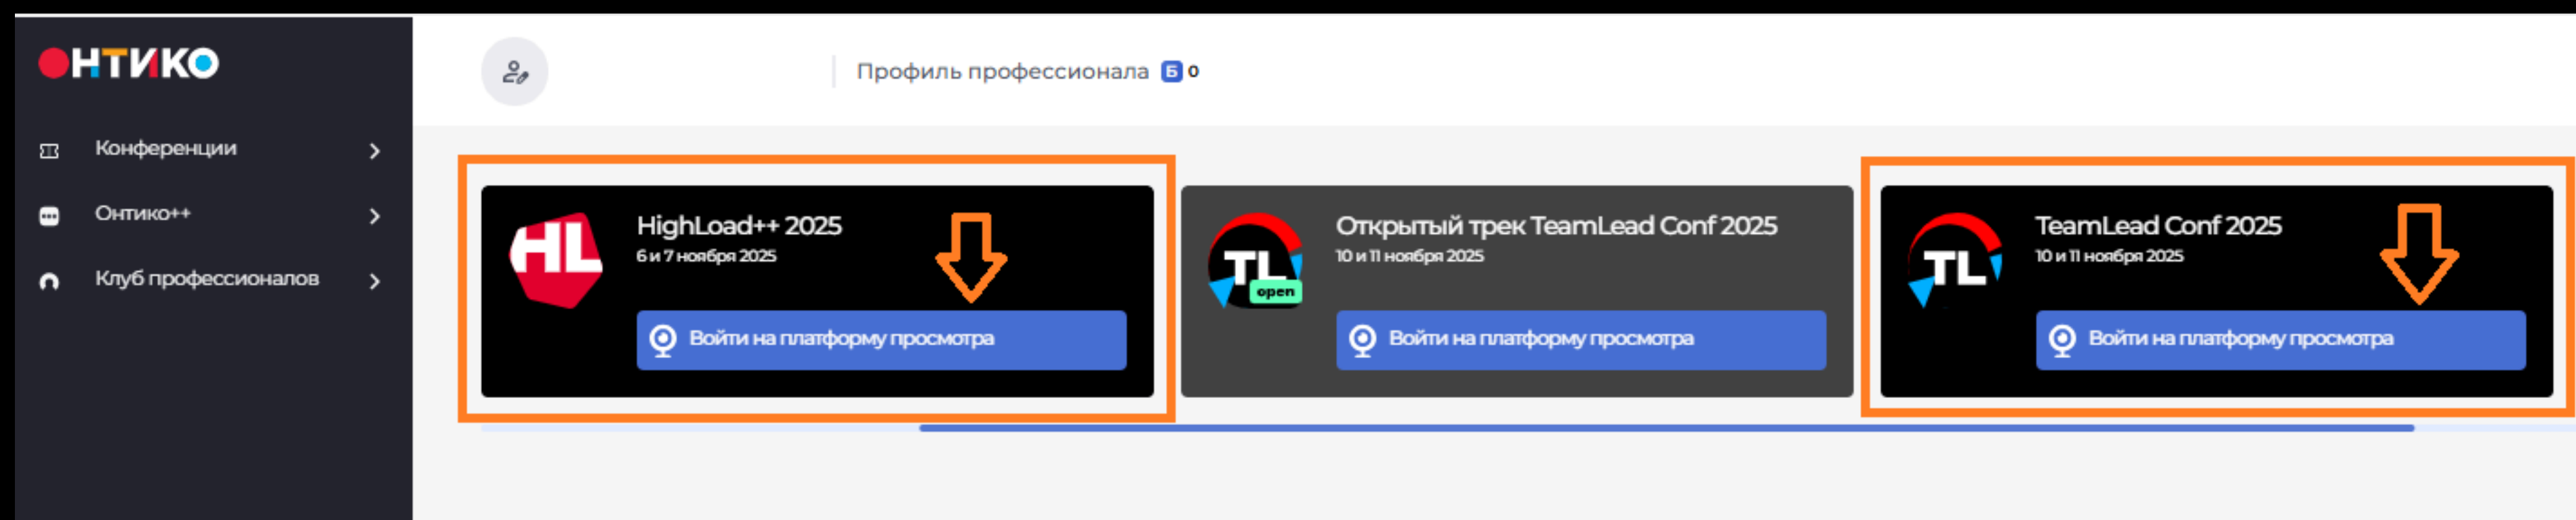 ОНТИКО
Конференции
Онтико++
Клуб профессионалов
Профиль профессионала Б 0
HL
HighLoad++ 2025
6 и 7 ноября 2025
Войти на платформу просмотра
TL
open
Открытый трек TeamLead Conf 2025
10 и 11 ноября 2025
Войти на платформу просмотра
TL
TeamLead Conf 2025
10 и 11 ноября 2025
Войти на платформу просмотра